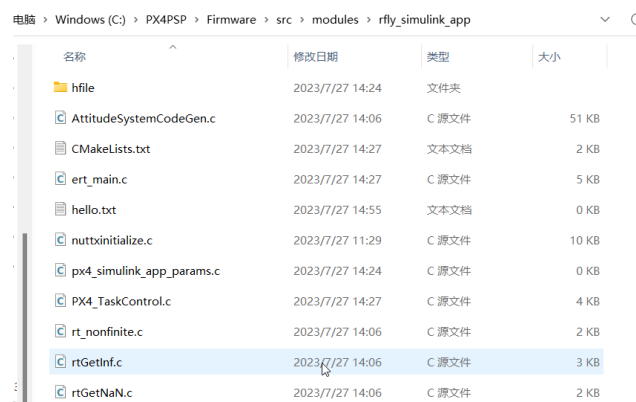 电脑 > Windows (C:) > PX4PSP > Firmware > src > modules > rfly_simulink_app
名称 修改日期 类型 大小
hfile 2023/7/27 14:24 文件夹
AttitudeSystemCodeGen.c 2023/7/27 14:06 C 源文件 51 KB
CMakeLists.txt 2023/7/27 14:27 文本文档 2 KB
ert_main.c 2023/7/27 14:27 C 源文件 5 KB
hello.txt 2023/7/27 14:55 文本文档 0 KB
nuttxinitialize.c 2023/7/27 11:29 C 源文件 10 KB
px4_simulink_app_params.c 2023/7/27 14:24 C 源文件 0 KB
PX4_TaskControl.c 2023/7/27 14:27 C 源文件 4 KB
rt_nonfinite.c 2023/7/27 14:06 C 源文件 2 KB
rtGetInf.c 2023/7/27 14:06 C 源文件 3 KB
rtGetNaN.c 2023/7/27 14:06 C 源文件 2 KB